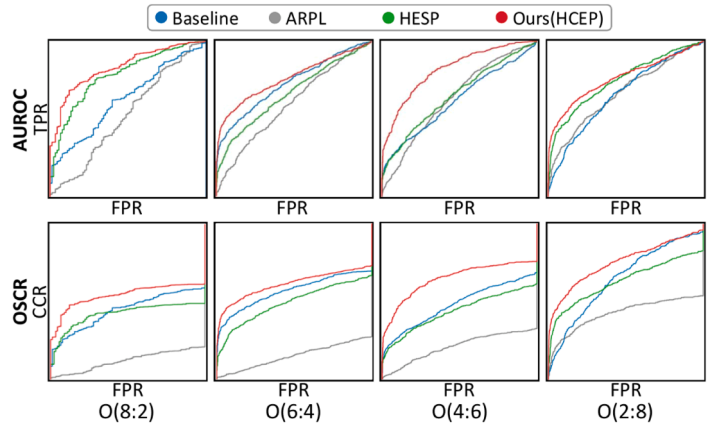 Baseline ARPL HESP Ours(HCEP)
AUROC
TPR
FPR FPR FPR FPR
OSCR
CCR
FPR FPR FPR FPR
O(8:2) O(6:4) O(4:6) O(2:8)